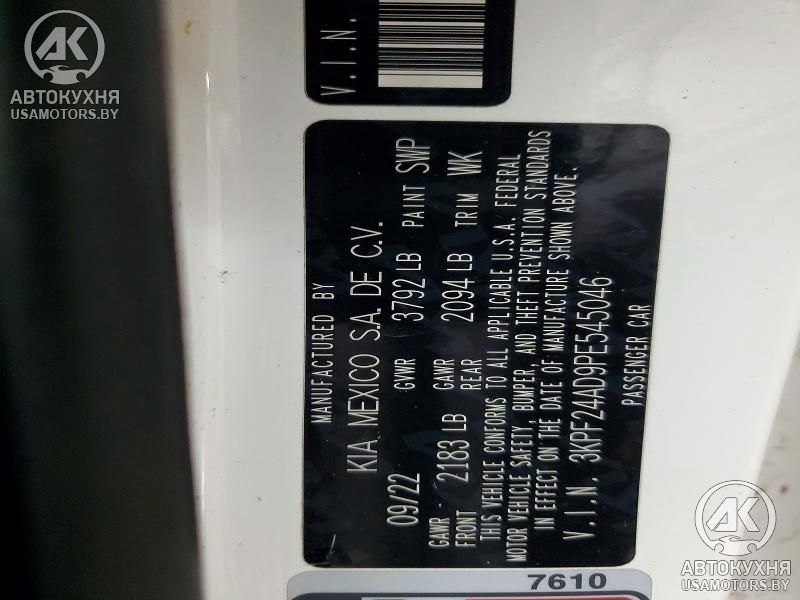 AK
АВТОКУХНЯ
USAMOTORS.BY
V.I.N.
MANUFACTURED BY
KIA MEXICO S.A. DE C.V.
09/22 GVWR 3792 LB PAINT SWP
GAWR FRONT 2183 LB GAWR REAR 2094 LB TRIM WK
THIS VEHICLE CONFORMS TO ALL APPLICABLE U.S.A. FEDERAL
MOTOR VEHICLE SAFETY, BUMPER, AND THEFT PREVENTION STANDARDS
IN EFFECT ON THE DATE OF MANUFACTURE SHOWN ABOVE.
V.I.N. 3KPF24AD9PE545046
PASSENGER CAR
7610
AK
АВТОКУХНЯ
USAMOTORS.BY